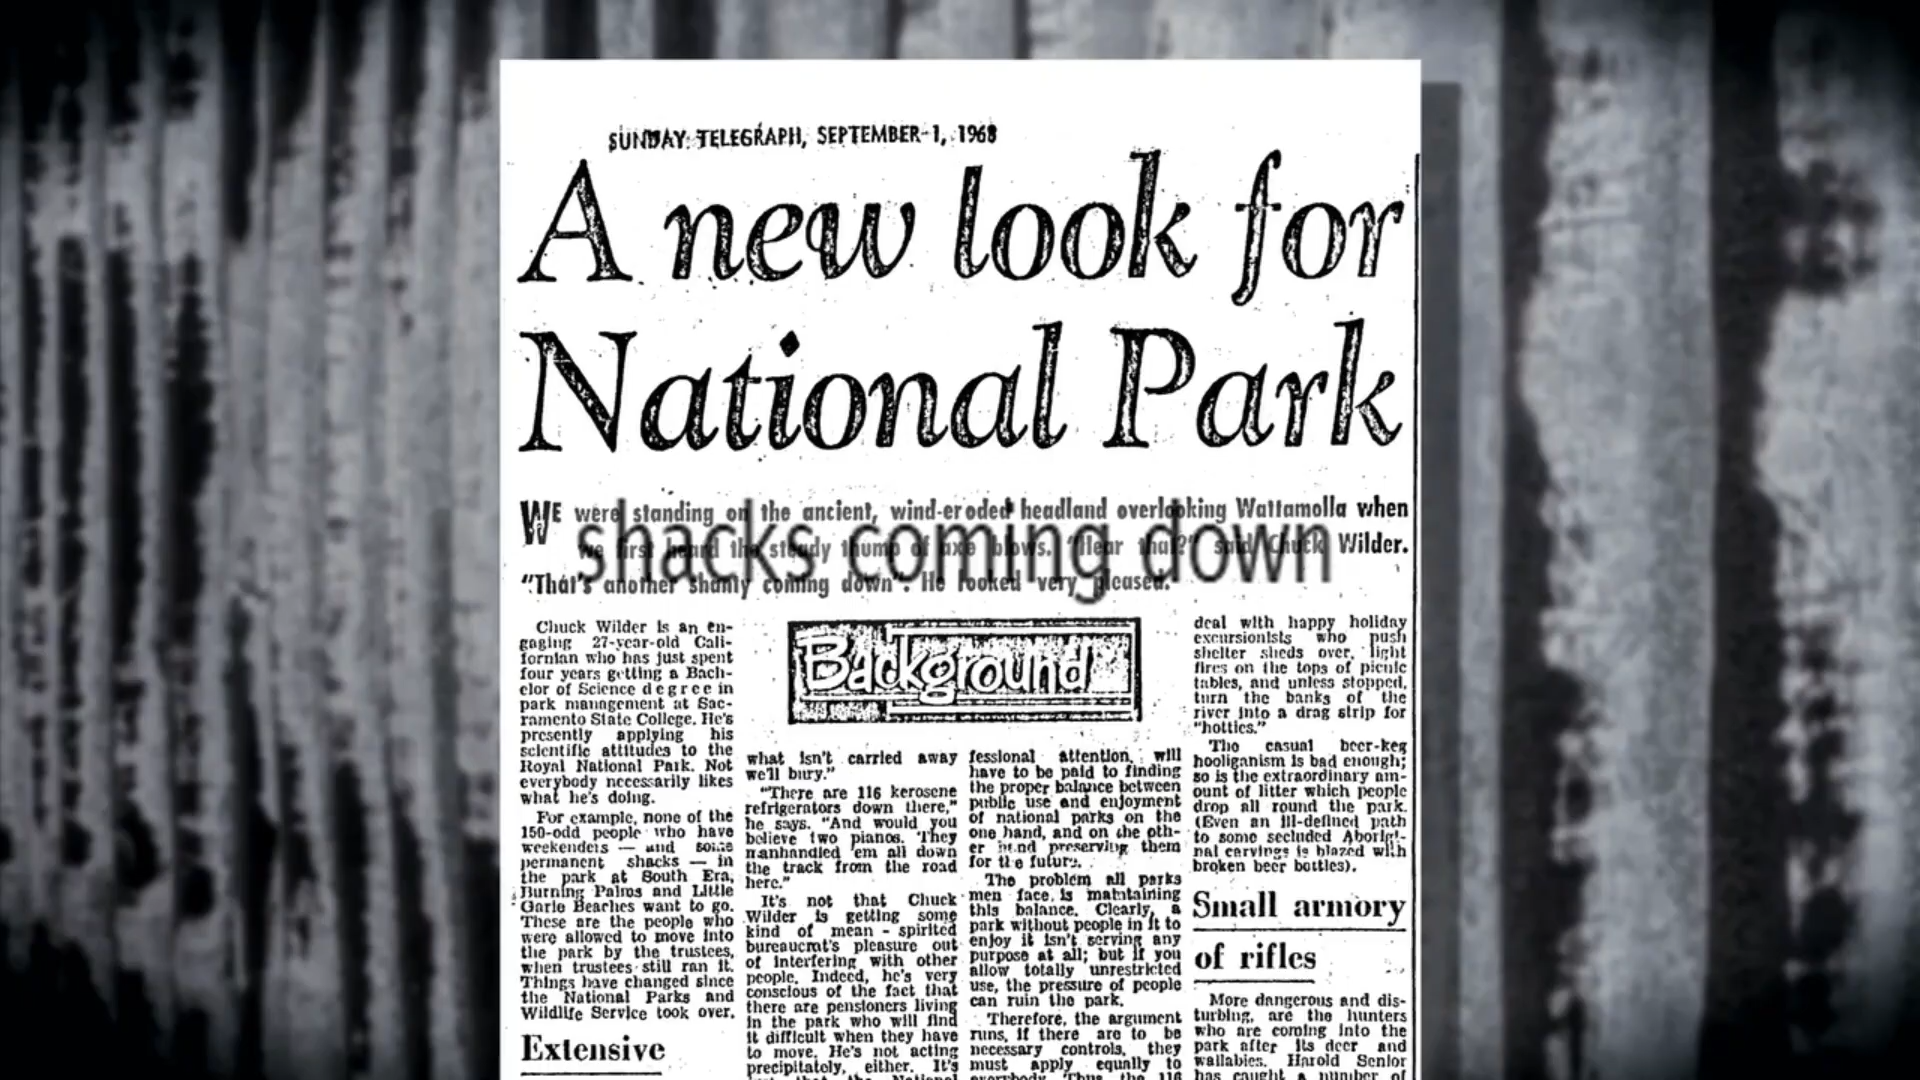 SUNDAY TELEGRAPH, SEPTEMBER 1, 1968
A new look for
National Park
WE were standing on the ancient, wind-eroded headland overlooking Wattamolla when
we first heard the steady thump of axe blows. "Hear that?" said Chuck Wilder.
"That's another shanty coming down". He looked very pleased.
shacks coming down
Chuck Wilder is an en-
gaging 27-year-old Cali-
fornian who has just spent
four years getting a Bach-
elor of Science degree in
park management at Sac-
ramento State College. He's
presently applying his
scientific attitudes to the
Royal National Park. Not
everybody necessarily likes
what he's doing.
For example, none of the
150-odd people who have
weekenders — and some
permanent shacks — in
the park at South Era,
Burning Palms and Little
Garie Beaches want to go.
These are the people who
were allowed to move into
the park by the trustees,
when trustees still ran it.
Things have changed since
the National Parks and
Wildlife Service took over.
Extensive
Background
what isn't carried away
we'll bury."
"There are 116 kerosene
refrigerators down there,"
he says. "And would you
believe two pianos. They
manhandled 'em all down
the track from the road
here."
It's not that Chuck
Wilder is getting some
kind of mean-spirited
bureaucrat's pleasure out
of interfering with other
people. Indeed, he's very
conscious of the fact that
there are pensioners living
in the park who will find
it difficult when they have
to move. He's not acting
precipitately, either. It's
that the National
fessional attention, will
have to be paid to finding
the proper balance between
public use and enjoyment
of national parks on the
one hand, and on the oth-
er hand preserving them
for the future.
The problem all parks
men face is maintaining
this balance. Clearly, a
park without people in it to
enjoy it isn't serving any
purpose at all; but if you
allow totally unrestricted
use, the pressure of people
can ruin the park.
Therefore, the argument
runs, if there are to be
necessary controls, they
must apply equally to
everybody. Thus the 116
deal with happy holiday
excursionists who push
shelter sheds over, light
fires on the tops of picnic
tables, and unless stopped,
turn the banks of the
river into a drag strip for
"hotties."
The casual beer-keg
hooliganism is bad enough;
so is the extraordinary am-
ount of litter which people
drop all round the park.
(Even an ill-defined path
to some secluded Aborigi-
nal carvings is blazed with
broken beer bottles).
Small armory
of rifles
More dangerous and dis-
turbing, are the hunters
who are coming into the
park after its deer and
wallabies. Harold Senior
has caught a number of